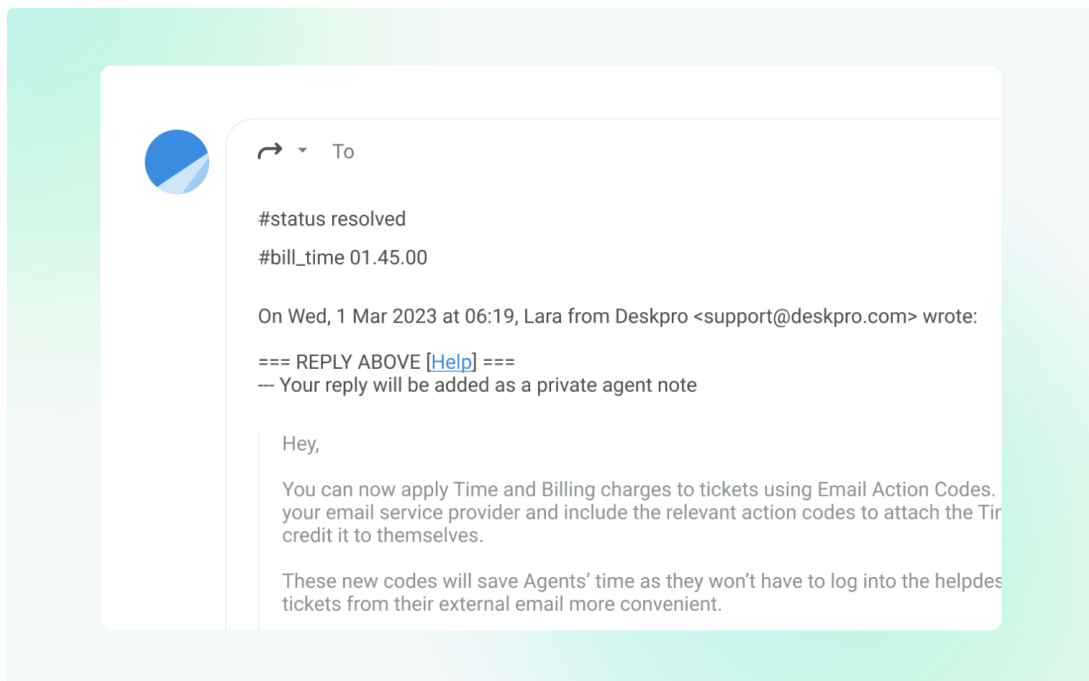 To
#status resolved
#bill_time 01.45.00
On Wed, 1 Mar 2023 at 06:19, Lara from Deskpro <support@deskpro.com> wrote:
=== REPLY ABOVE [Help] ===
--- Your reply will be added as a private agent note
Hey,
You can now apply Time and Billing charges to tickets using Email Action Codes.
your email service provider and include the relevant action codes to attach the
credit it to themselves.
These new codes will save Agents’ time as they won’t have to log into the
tickets from their external email more convenient.